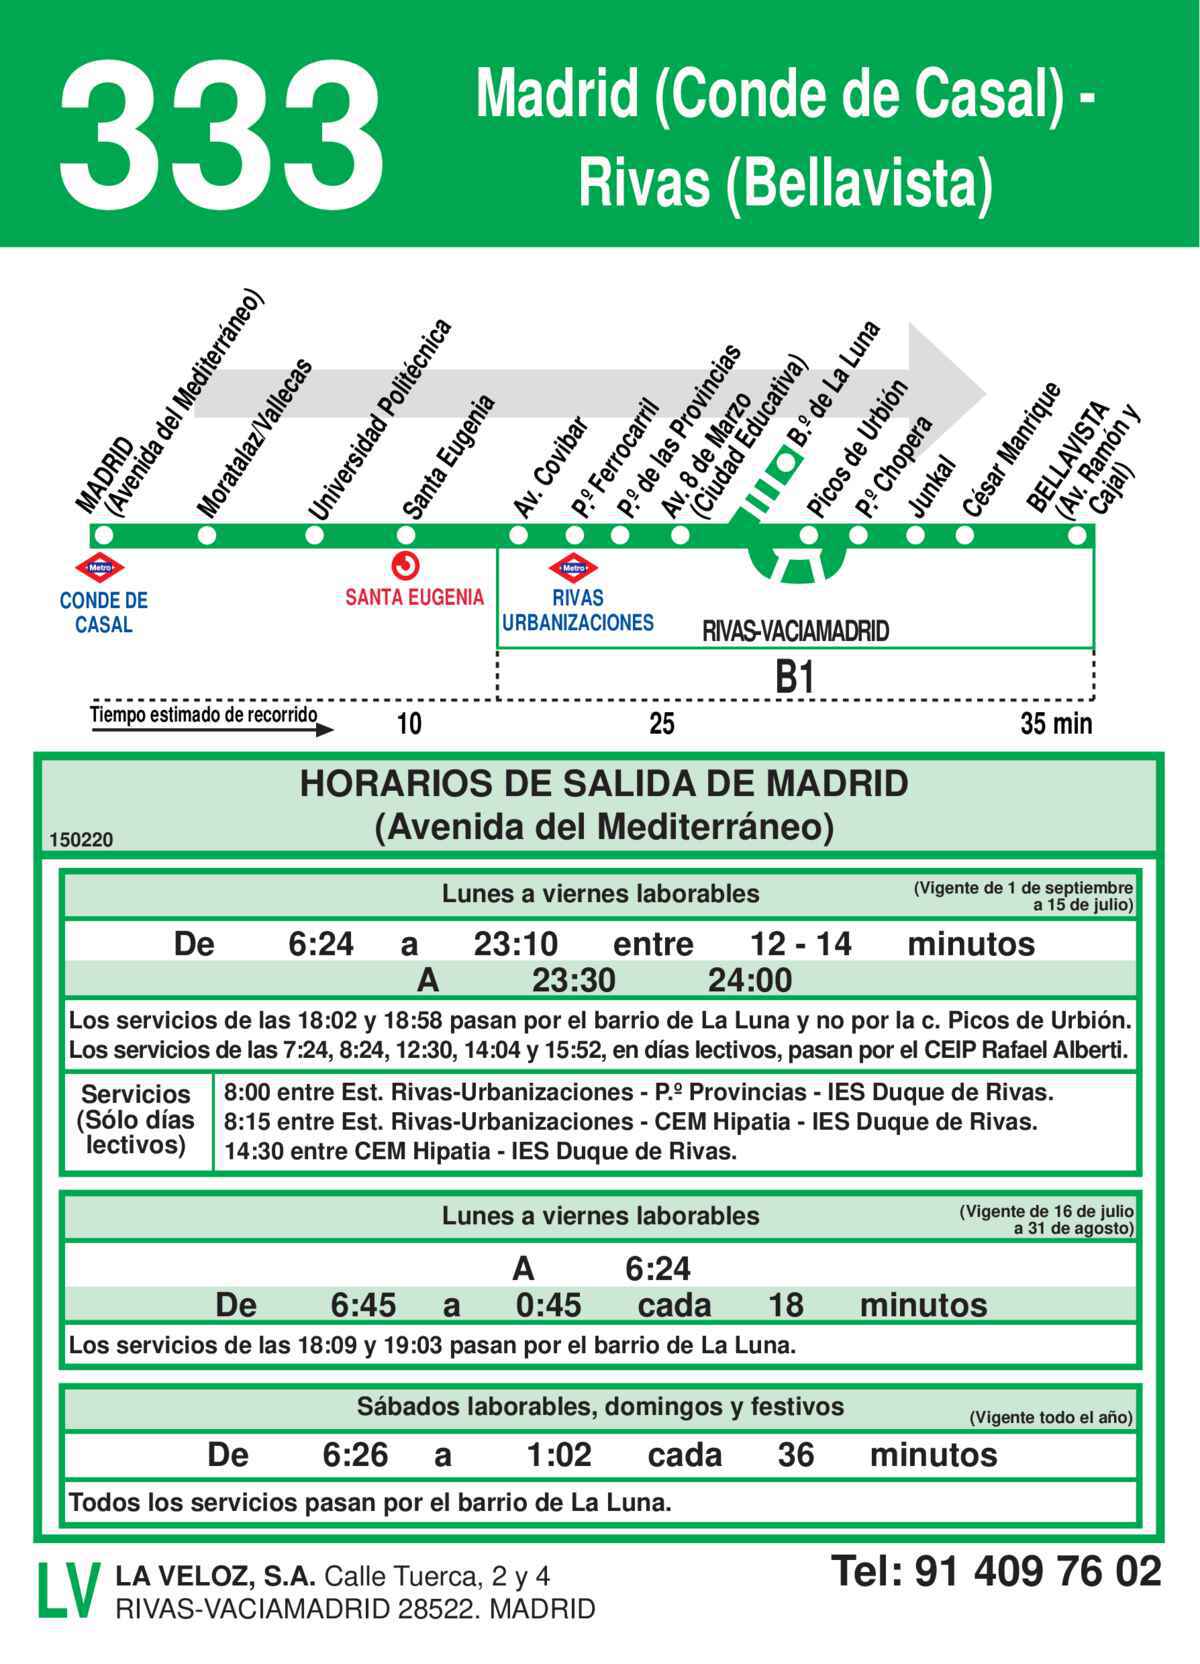 333
Madrid (Conde de Casal) -
Rivas (Bellavista)
MADRID
(Avenida del Mediterráneo)
Moratalaz/Vallecas
Universidad Politécnica
Santa Eugenia
Av. Covibar
P.º Ferrocarril
P.º de las Provincias
Av. 8 de Marzo
(Ciudad Educativa)
B.º de La Luna
Picos de Urbión
P.º Chopera
Junkal
César Manrique
BELLAVISTA
(Av. Ramón y
Cajal)
Metro
CONDE DE
CASAL
SANTA EUGENIA
Metro
RIVAS
URBANIZACIONES
RIVAS-VACIAMADRID
B1
Tiempo estimado de recorrido 10 25 35 min
HORARIOS DE SALIDA DE MADRID
(Avenida del Mediterráneo)
150220
Lunes a viernes laborables
(Vigente de 1 de septiembre
a 15 de julio)
De 6:24 a 23:10 entre 12 - 14 minutos
A 23:30 24:00
Los servicios de las 18:02 y 18:58 pasan por el barrio de La Luna y no por la c. Picos de Urbión.
Los servicios de las 7:24, 8:24, 12:30, 14:04 y 15:52, en días lectivos, pasan por el CEIP Rafael Alberti.
Servicios
(Sólo días
lectivos)
8:00 entre Est. Rivas-Urbanizaciones - P.º Provincias - IES Duque de Rivas.
8:15 entre Est. Rivas-Urbanizaciones - CEM Hipatia - IES Duque de Rivas.
14:30 entre CEM Hipatia - IES Duque de Rivas.
Lunes a viernes laborables
(Vigente de 16 de julio
a 31 de agosto)
A 6:24
De 6:45 a 0:45 cada 18 minutos
Los servicios de las 18:09 y 19:03 pasan por el barrio de La Luna.
Sábados laborables, domingos y festivos
(Vigente todo el año)
De 6:26 a 1:02 cada 36 minutos
Todos los servicios pasan por el barrio de La Luna.
LV
LA VELOZ, S.A. Calle Tuerca, 2 y 4
RIVAS-VACIAMADRID 28522. MADRID
Tel: 91 409 76 02